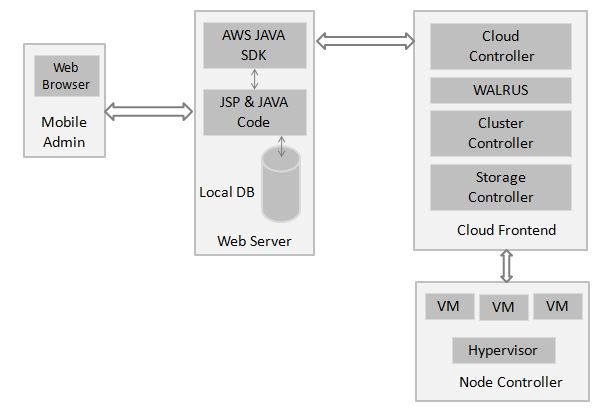 Web
Browser
Mobile
Admin
AWS JAVA
SDK
JSP & JAVA
Code
Local DB
Web Server
Cloud
Controller
WALRUS
Cluster
Controller
Storage
Controller
Cloud Frontend
VM VM VM
Hypervisor
Node Controller